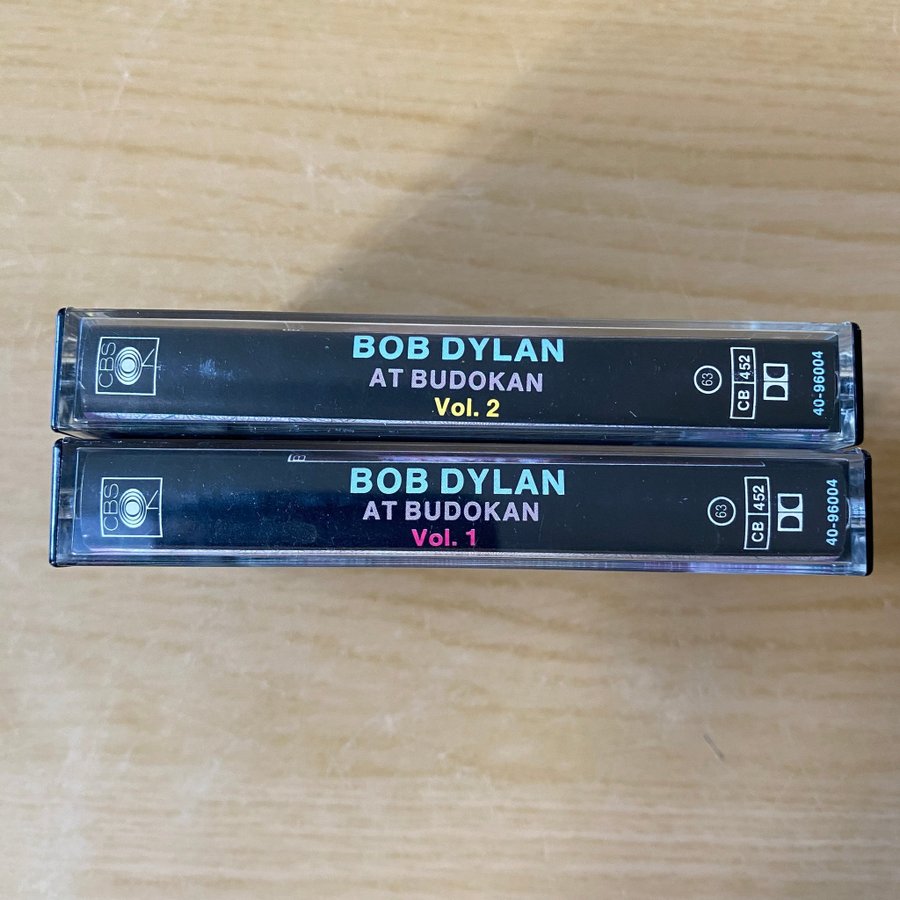 CBS
BOB DYLAN
AT BUDOKAN
Vol. 2
63
CB 452
40-96004
CBS
BOB DYLAN
AT BUDOKAN
Vol. 1
63
CB 452
40-96004